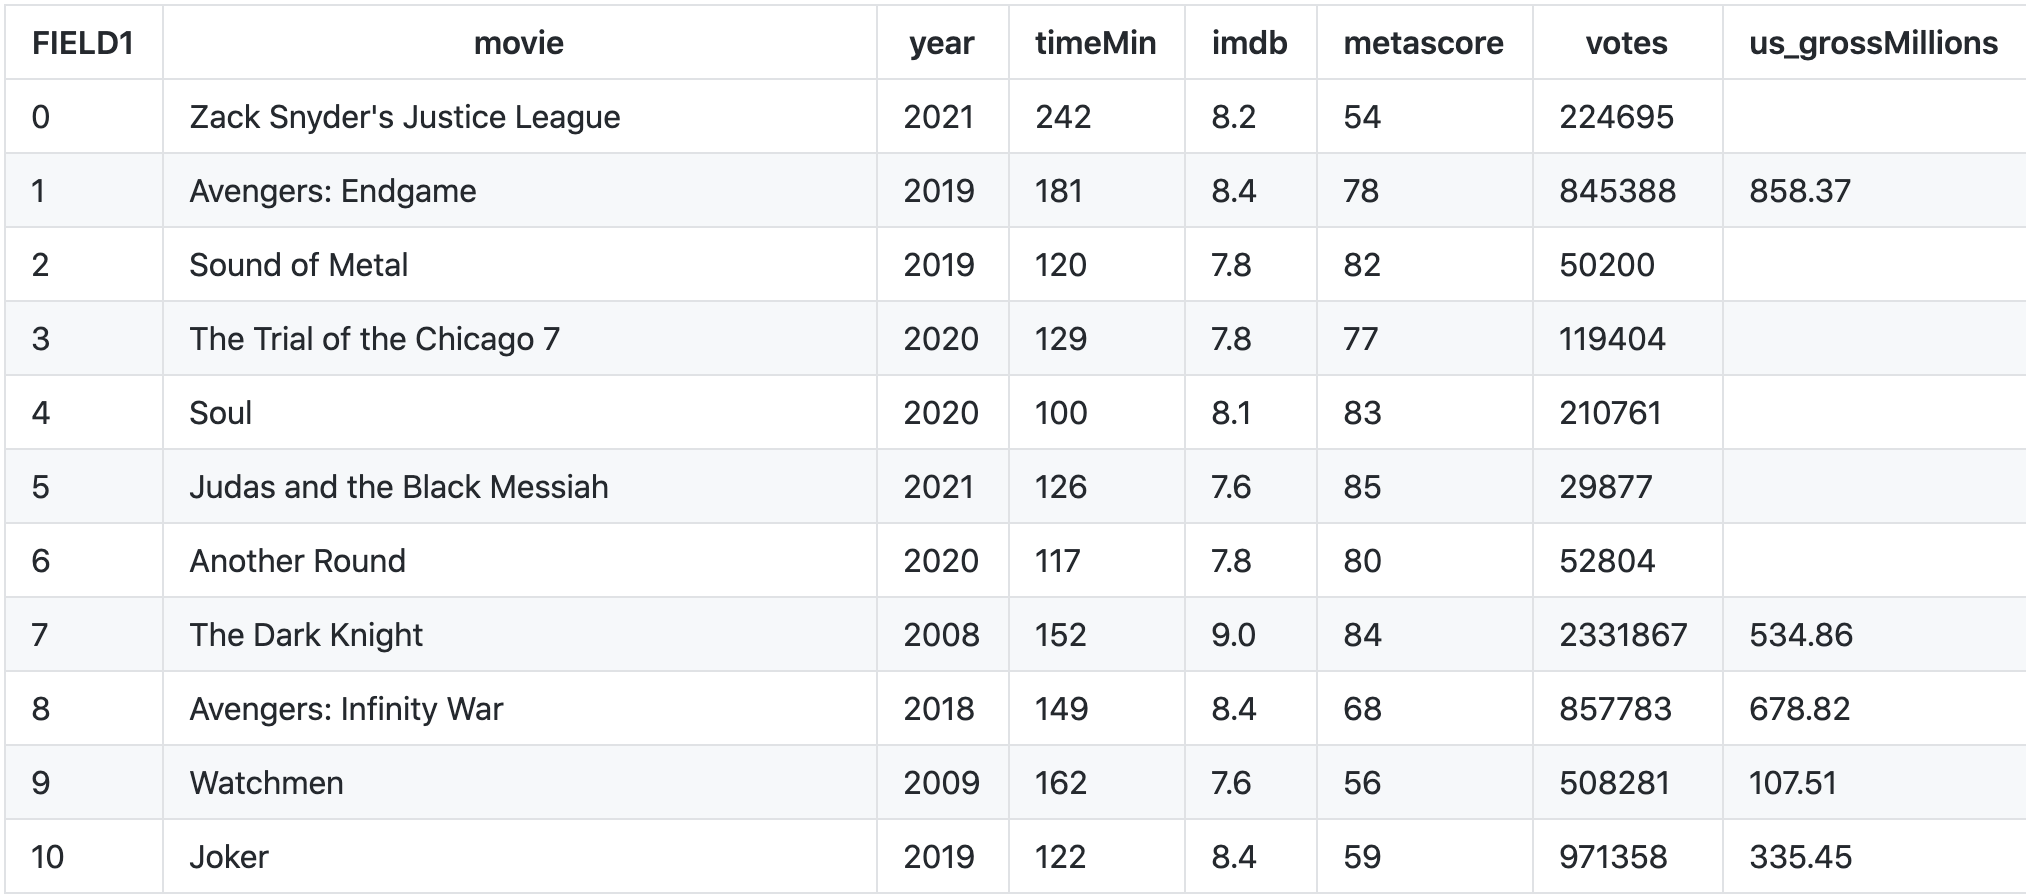 FIELD1 movie year timeMin imdb metascore votes us_grossMillions
0 Zack Snyder's Justice League 2021 242 8.2 54 224695
1 Avengers: Endgame 2019 181 8.4 78 845388 858.37
2 Sound of Metal 2019 120 7.8 82 50200
3 The Trial of the Chicago 7 2020 129 7.8 77 119404
4 Soul 2020 100 8.1 83 210761
5 Judas and the Black Messiah 2021 126 7.6 85 29877
6 Another Round 2020 117 7.8 80 52804
7 The Dark Knight 2008 152 9.0 84 2331867 534.86
8 Avengers: Infinity War 2018 149 8.4 68 857783 678.82
9 Watchmen 2009 162 7.6 56 508281 107.51
10 Joker 2019 122 8.4 59 971358 335.45